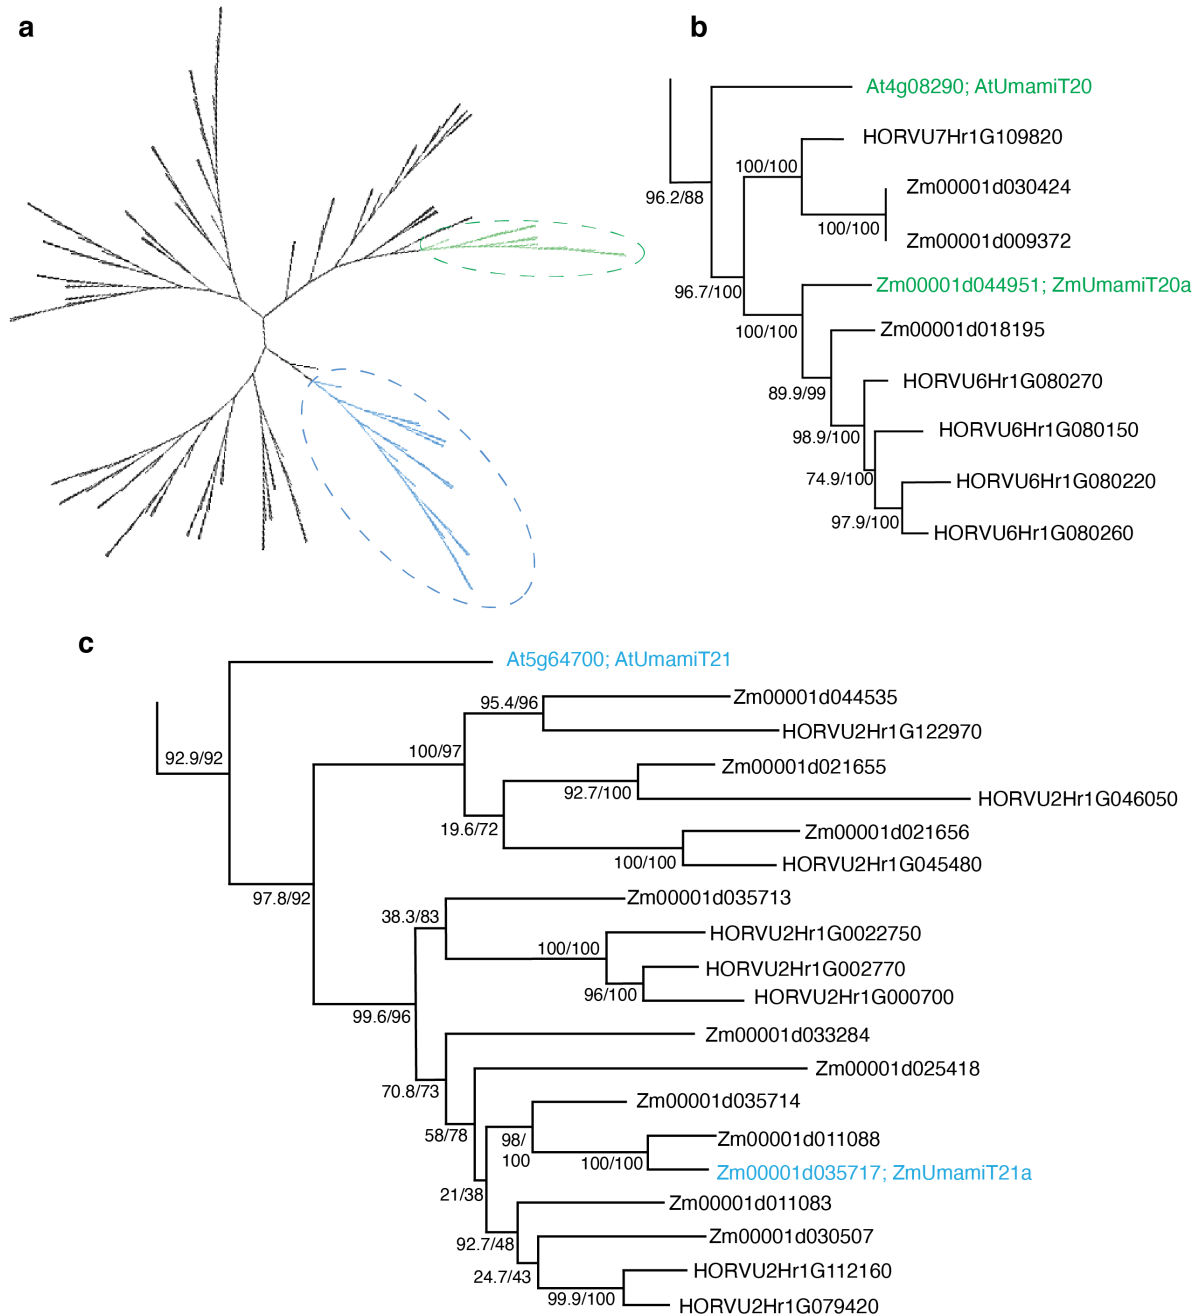 a
b
At4g08290; AtUmamiT20
HORVU7Hr1G109820
100/100
Zm00001d030424
96.2/88
100/100
Zm00001d009372
Zm00001d044951; ZmUmamiT20a
96.7/100
100/100
Zm00001d018195
HORVU6Hr1G080270
89.9/99
HORVU6Hr1G080150
98.9/100
74.9/100
HORVU6Hr1G080220
97.9/100
HORVU6Hr1G080260
c
At5g64700; AtUmamiT21
Zm00001d044535
95.4/96
HORVU2Hr1G122970
100/97
92.9/92
Zm00001d021655
92.7/100
HORVU2Hr1G046050
19.6/72
Zm00001d021656
100/100
HORVU2Hr1G045480
97.8/92
Zm00001d035713
38.3/83
HORVU2Hr1G0022750
100/100
HORVU2Hr1G002770
96/100
HORVU2Hr1G000700
99.6/96
Zm00001d033284
Zm00001d025418
70.8/73
Zm00001d035714
58/78
98/
100
Zm00001d011088
100/100
Zm00001d035717; ZmUmamiT21a
21/38
Zm00001d011083
92.7/48
Zm00001d030507
24.7/43
HORVU2Hr1G112160
99.9/100
HORVU2Hr1G079420